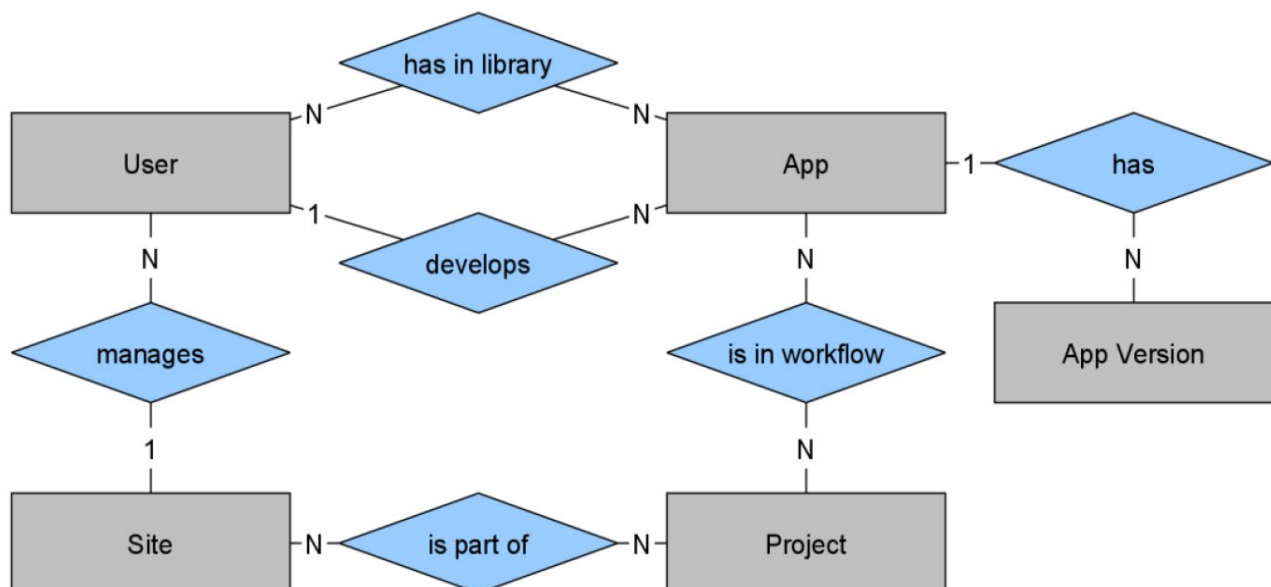 has in library
N
N
User
App
1
has
1
N
develops
N
N
N
manages
is in workflow
App Version
1
N
Site
N
is part of
N
Project